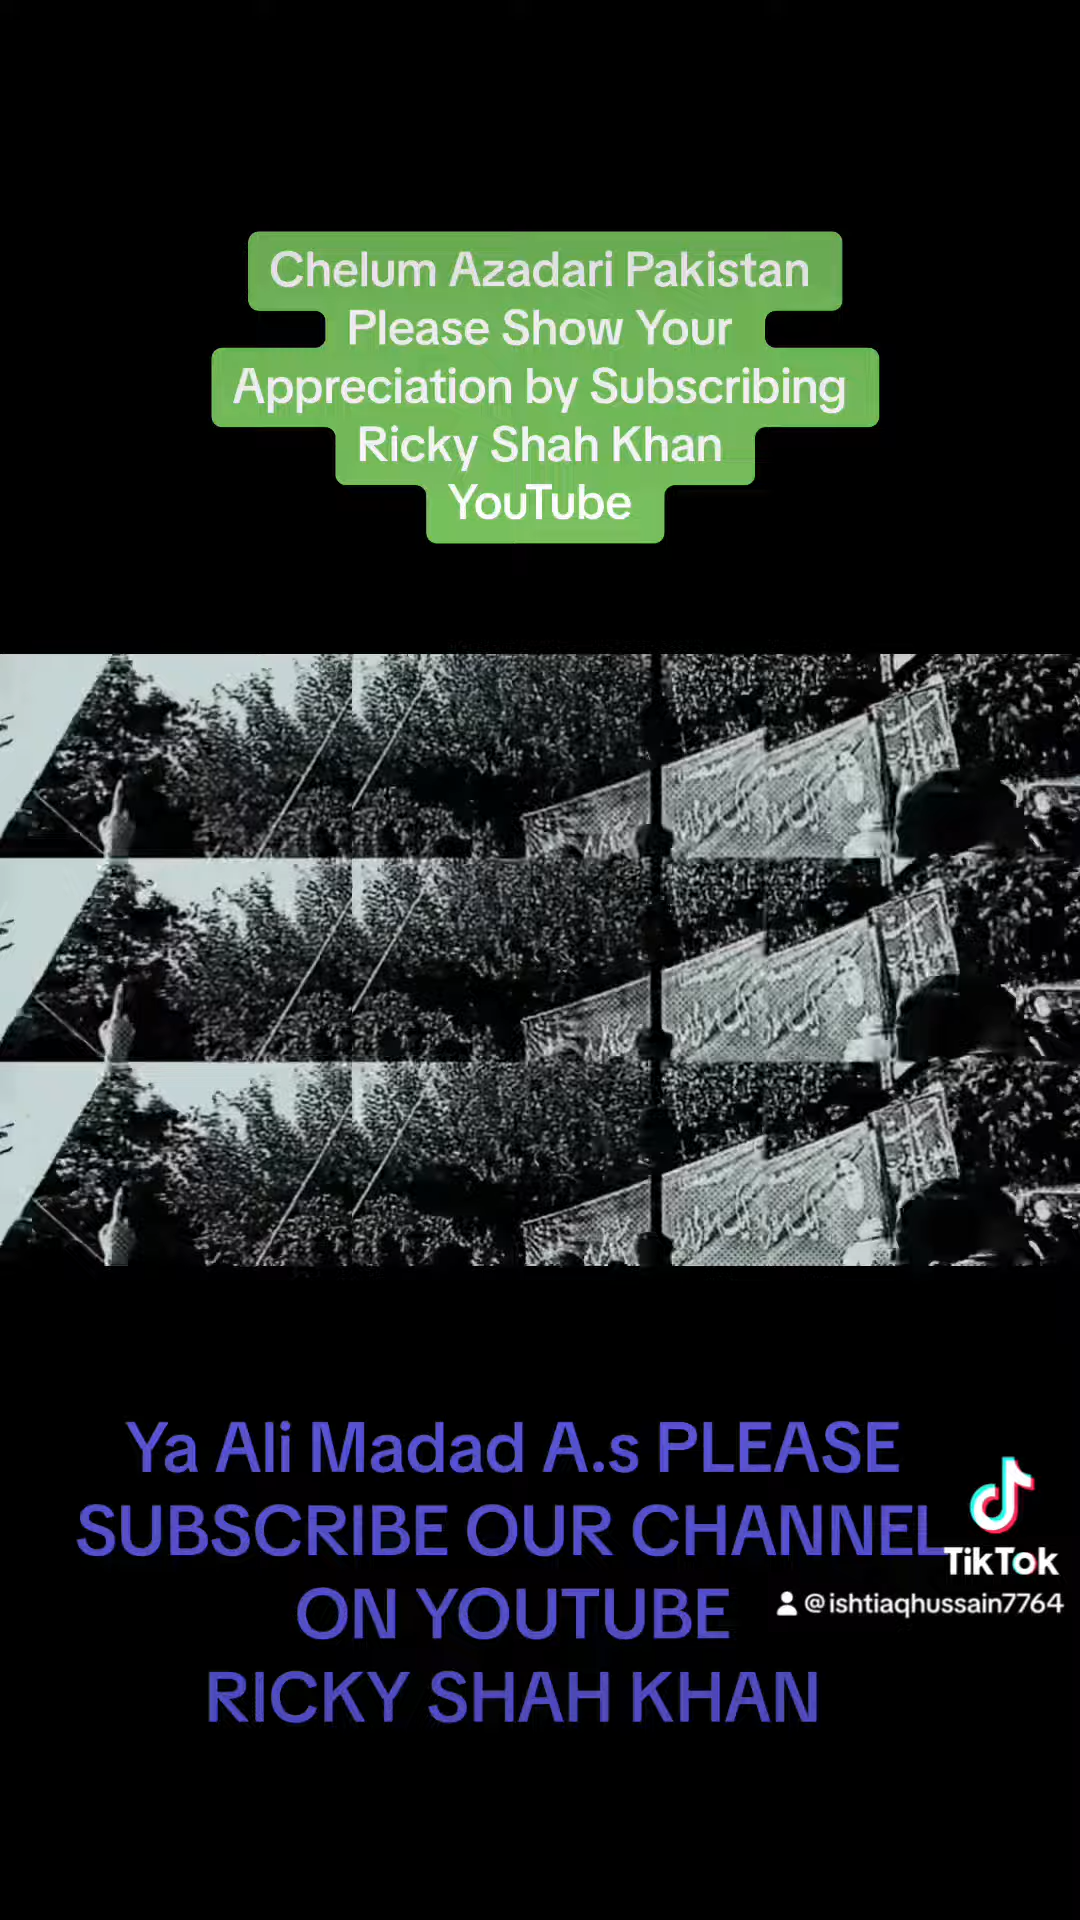 Chelum Azadari Pakistan
Please Show Your
Appreciation by Subscribing
Ricky Shah Khan
YouTube
Ya Ali Madad A.s PLEASE
SUBSCRIBE OUR CHANNEL
ON YOUTUBE
RICKY SHAH KHAN
TikTok
@ishtiaqhussain7764